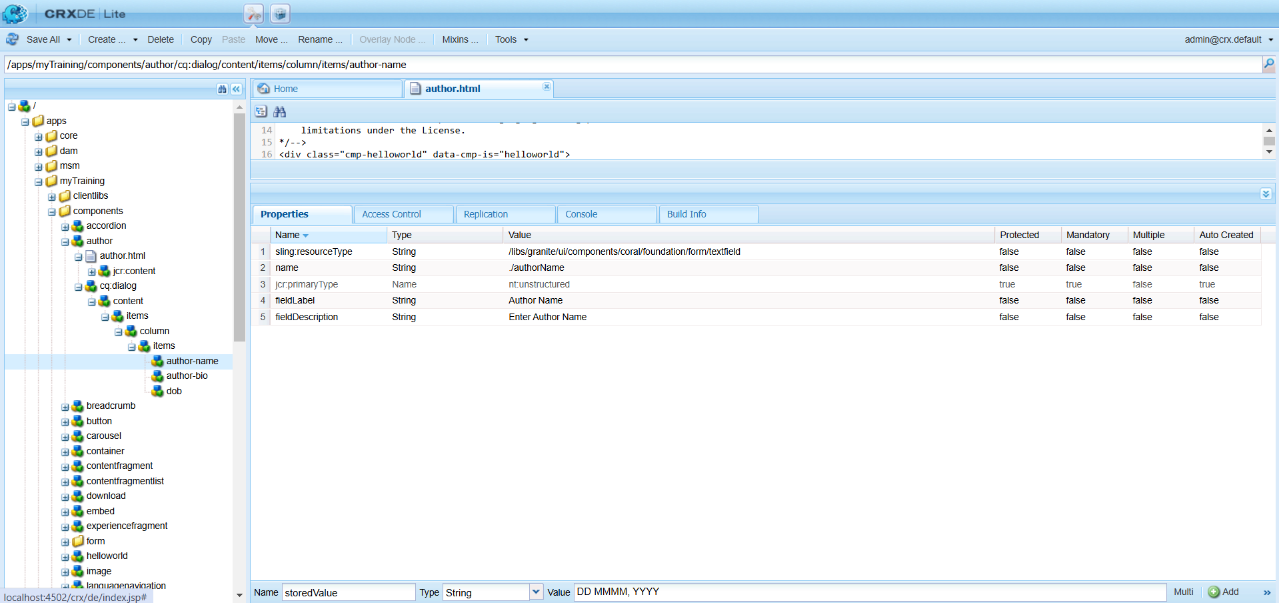 CRXDE | Lite
Save All Create ... Delete Copy Paste Move ... Rename ... Overlay Node ... Mixins ... Tools admin@crx.default
/apps/myTraining/components/author/cq:dialog/content/items/column/items/author-name
/
apps
core
dam
msm
myTraining
clientlibs
components
accordion
author
author.html
jcr:content
cq:dialog
content
items
column
items
author-name
author-bio
dob
breadcrumb
button
carousel
container
contentfragment
contentfragmentlist
download
embed
experiencefragment
form
helloworld
image
languagenavigation
localhost:4502/crx/de/index.jsp#
Home author.html
14 limitations under the License.
15 */-->
16 <div class="cmp-helloworld" data-cmp-is="helloworld">
Properties Access Control Replication Console Build Info
Name Type Value Protected Mandatory Multiple Auto Created
1 sling:resourceType String /libs/granite/ui/components/coral/foundation/form/textfield false false false false
2 name String ./authorName false false false false
3 jcr:primaryType Name nt:unstructured true true false true
4 fieldLabel String Author Name false false false false
5 fieldDescription String Enter Author Name false false false false
Name storedValue Type String Value DD MMMM, YYYY Multi Add »